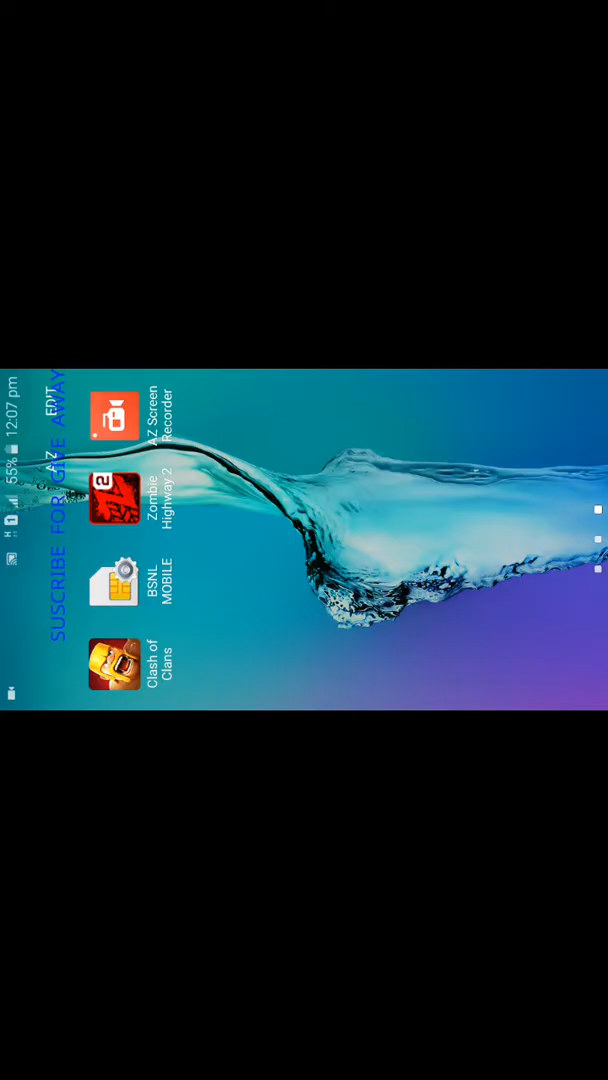 55% 12:07 pm
A-Z EDIT
SUSCRIBE FOR GIVE AWAY
Clash of
Clans
BSNL
MOBILE
Zombie
Highway 2
AZ Screen
Recorder